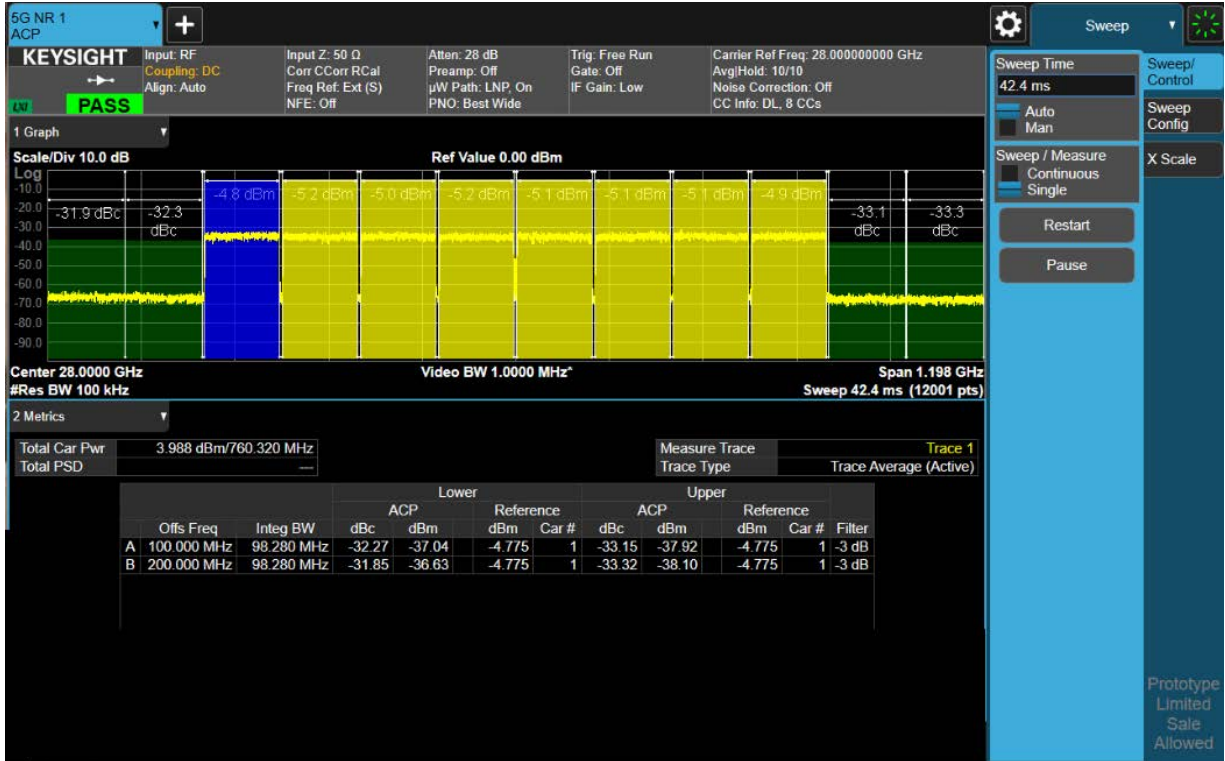 5G NR 1
ACP
+
Sweep
KEYSIGHT
LXI
PASS
Input: RF
Coupling: DC
Align: Auto
Input Z: 50 Ω
Corr CCorr RCal
Freq Ref: Ext (S)
NFE: Off
Atten: 28 dB
Preamp: Off
µW Path: LNP, On
PNO: Best Wide
Trig: Free Run
Gate: Off
IF Gain: Low
Carrier Ref Freq: 28.000000000 GHz
Avg|Hold: 10/10
Noise Correction: Off
CC Info: DL, 8 CCs
1 Graph
Scale/Div 10.0 dB
Ref Value 0.00 dBm
Log
-10.0
-20.0
-30.0
-40.0
-50.0
-60.0
-70.0
-80.0
-90.0
-31.9 dBc
-32.3
dBc
-4.8 dBm
-5.2 dBm
-5.0 dBm
-5.2 dBm
-5.1 dBm
-5.1 dBm
-5.1 dBm
-4.9 dBm
-33.1
dBc
-33.3
dBc
Center 28.0000 GHz
#Res BW 100 kHz
Video BW 1.0000 MHz*
Span 1.198 GHz
Sweep 42.4 ms (12001 pts)
2 Metrics
Total Car Pwr 3.988 dBm/760.320 MHz
Total PSD ---
Measure Trace Trace 1
Trace Type Trace Average (Active)
Lower Upper
ACP Reference ACP Reference
Offs Freq Integ BW dBc dBm dBm Car # dBc dBm dBm Car # Filter
A 100.000 MHz 98.280 MHz -32.27 -37.04 -4.775 1 -33.15 -37.92 -4.775 1 -3 dB
B 200.000 MHz 98.280 MHz -31.85 -36.63 -4.775 1 -33.32 -38.10 -4.775 1 -3 dB
Sweep Time
42.4 ms
Auto
Man
Sweep / Measure
Continuous
Single
Restart
Pause
Sweep/
Control
Sweep
Config
X Scale
Prototype
Limited
Sale
Allowed